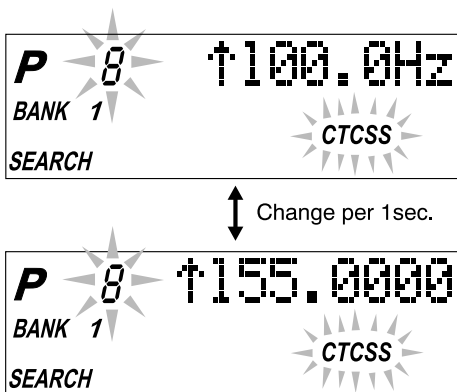 P 8 ↑100.0Hz
BANK 1
CTCSS
SEARCH
Change per 1sec.
P 8 ↑155.0000
BANK 1
CTCSS
SEARCH